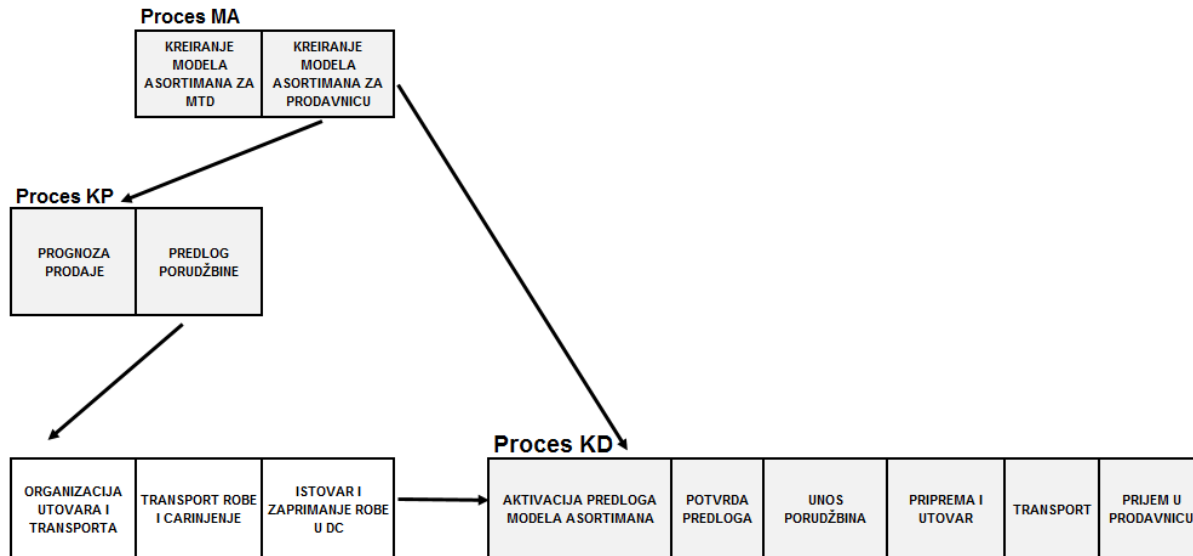 Proces MA
KREIRANJE
MODELA
ASORTIMANA ZA
MTD
KREIRANJE
MODELA
ASORTIMANA ZA
PRODAVNICU
Proces KP
PROGNOZA
PRODAJE
PREDLOG
PORUDŽBINE
ORGANIZACIJA
UTOVARA I
TRANSPORTA
TRANSPORT ROBE
I CARINJENJE
ISTOVAR I
ZAPRIMANJE ROBE
U DC
Proces KD
AKTIVACIJA PREDLOGA
MODELA ASORTIMANA
POTVRDA
PREDLOGA
UNOS
PORUDŽBINA
PRIPREMA I
UTOVAR
TRANSPORT
PRIJEM U
PRODAVNICU